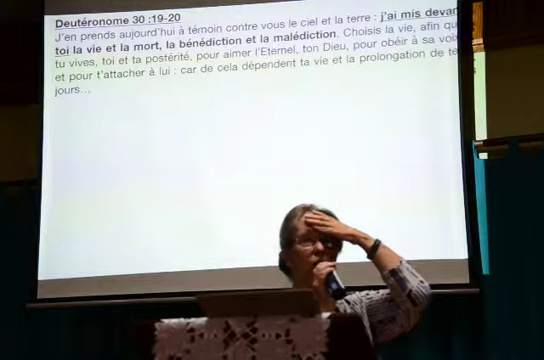 Deutéronome 30 :19-20
J'en prends aujourd'hui à témoin contre vous le ciel et la terre : j'ai mis devan
toi la vie et la mort, la bénédiction et la malédiction. Choisis la vie, afin qu
tu vives, toi et ta postérité, pour aimer l'Eternel, ton Dieu, pour obéir à sa voix
et pour t'attacher à lui : car de cela dépendent ta vie et la prolongation de te
jours...